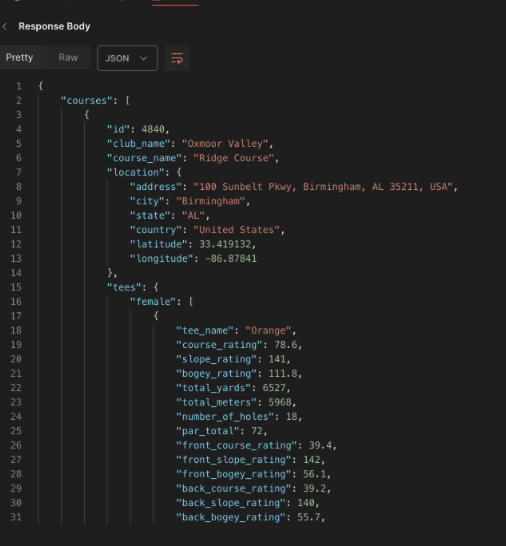 Response Body
Pretty Raw JSON
1 {
2 "courses": [
3 {
4 "id": 4840,
5 "club_name": "Oxmoor Valley",
6 "course_name": "Ridge Course",
7 "location": {
8 "address": "100 Sunbelt Pkwy, Birmingham, AL 35211, USA",
9 "city": "Birmingham",
10 "state": "AL",
11 "country": "United States",
12 "latitude": 33.419132,
13 "longitude": -86.87841
14 },
15 "tees": {
16 "female": [
17 {
18 "tee_name": "Orange",
19 "course_rating": 78.6,
20 "slope_rating": 141,
21 "bogey_rating": 111.8,
22 "total_yards": 6527,
23 "total_meters": 5968,
24 "number_of_holes": 18,
25 "par_total": 72,
26 "front_course_rating": 39.4,
27 "front_slope_rating": 142,
28 "front_bogey_rating": 56.1,
29 "back_course_rating": 39.2,
30 "back_slope_rating": 140,
31 "back_bogey_rating": 55.7,